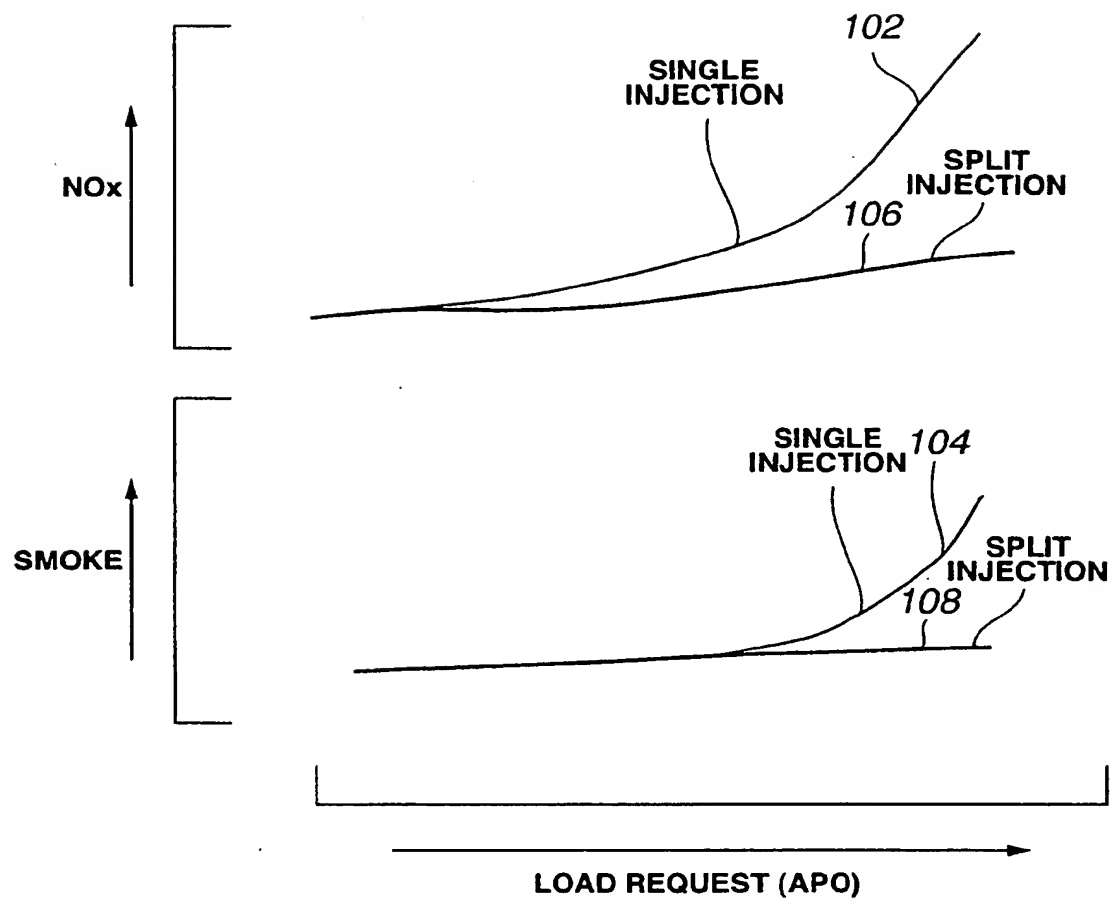 102
SINGLE
INJECTION
NOx
SPLIT
INJECTION
106
SINGLE
INJECTION
104
SMOKE
SPLIT
INJECTION
108
LOAD REQUEST (APO)